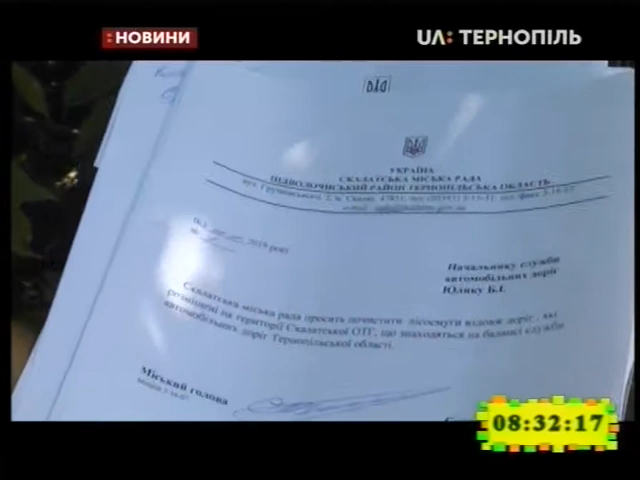 НОВИНИ
UA: ТЕРНОПІЛЬ
УКРАЇНА
СКАЛАТСЬКА МІСЬКА РАДА
ПІДВОЛОЧИСЬКИЙ РАЙОН ТЕРНОПІЛЬСЬКА ОБЛАСТЬ
2019 року
Начальнику служби
автомобільних доріг
Юзику Б.І.
Скалатська міська рада просить почистити лісосмуги вздовж доріг , які
розміщені на території Скалатської ОТГ, що знаходяться на балансі служби
автомобільних доріг Тернопільської області.
Міський голова
08:32:17